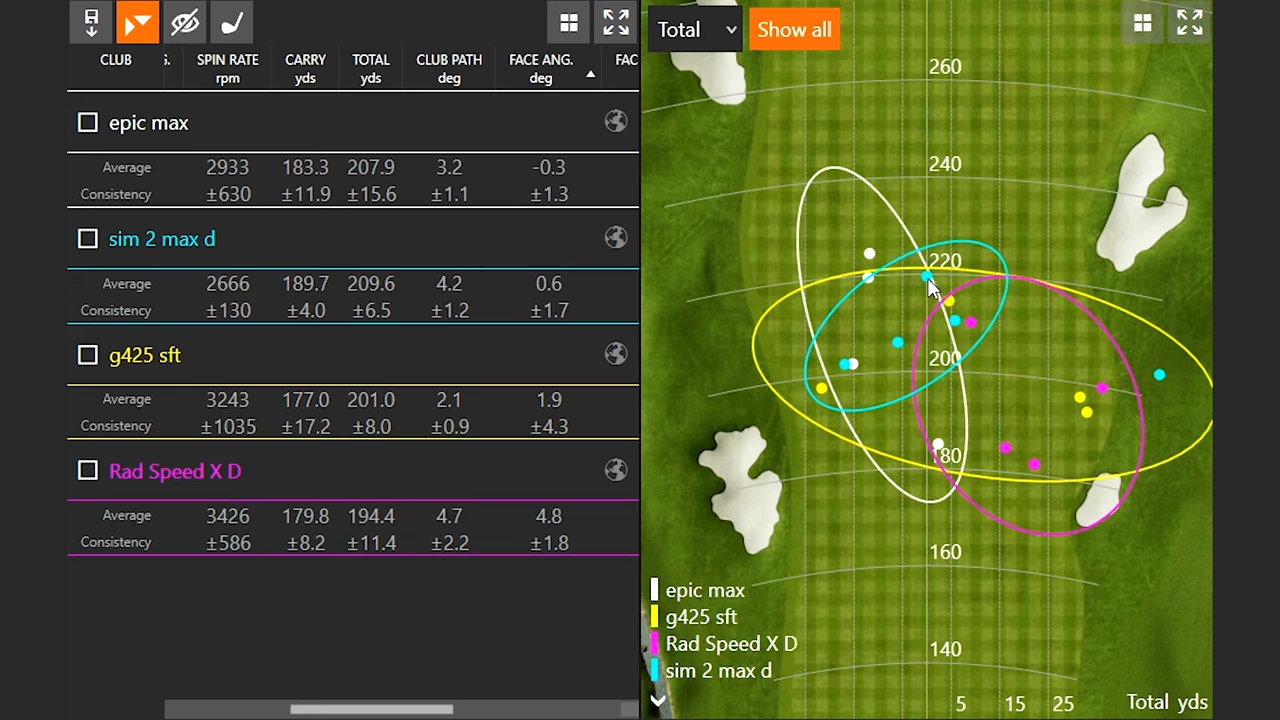 CLUB
SPIN RATE rpm
CARRY yds
TOTAL yds
CLUB PATH deg
FACE ANG. deg
FAC
epic max
Average 2933 183.3 207.9 3.2 -0.3
Consistency ±630 ±11.9 ±15.6 ±1.1 ±1.3
sim 2 max d
Average 2666 189.7 209.6 4.2 0.6
Consistency ±130 ±4.0 ±6.5 ±1.2 ±1.7
g425 sft
Average 3243 177.0 201.0 2.1 1.9
Consistency ±1035 ±17.2 ±8.0 ±0.9 ±4.3
Rad Speed X D
Average 3426 179.8 194.4 4.7 4.8
Consistency ±586 ±8.2 ±11.4 ±2.2 ±1.8
Total
Show all
260
240
220
200
180
160
140
epic max
g425 sft
Rad Speed X D
sim 2 max d
5 15 25 Total yds